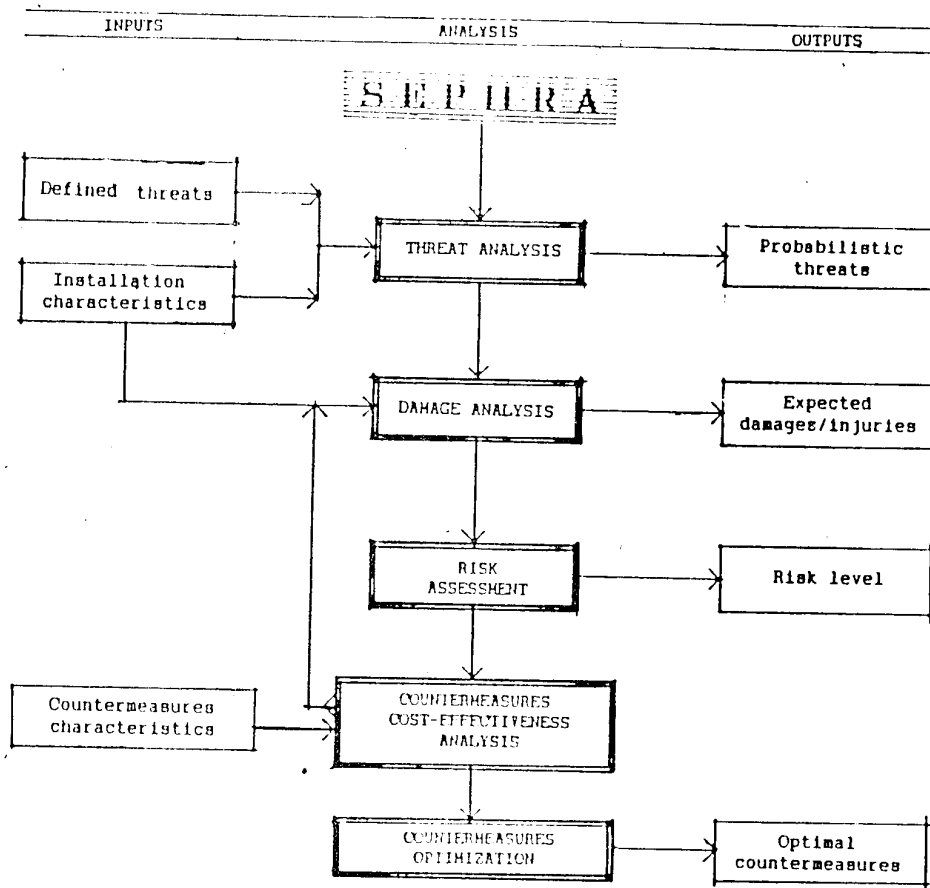 INPUTS ANALYSIS OUTPUTS
Defined threats
Installation
characteristics
THREAT ANALYSIS
Probabilistic
threats
DAMAGE ANALYSIS
Expected
damages/injuries
RISK
ASSESSMENT
Risk level
Countermeasures
characteristics
COUNTERMEASURES
COST-EFFECTIVENESS
ANALYSIS
COUNTERMEASURES
OPTIMIZATION
Optimal
countermeasures